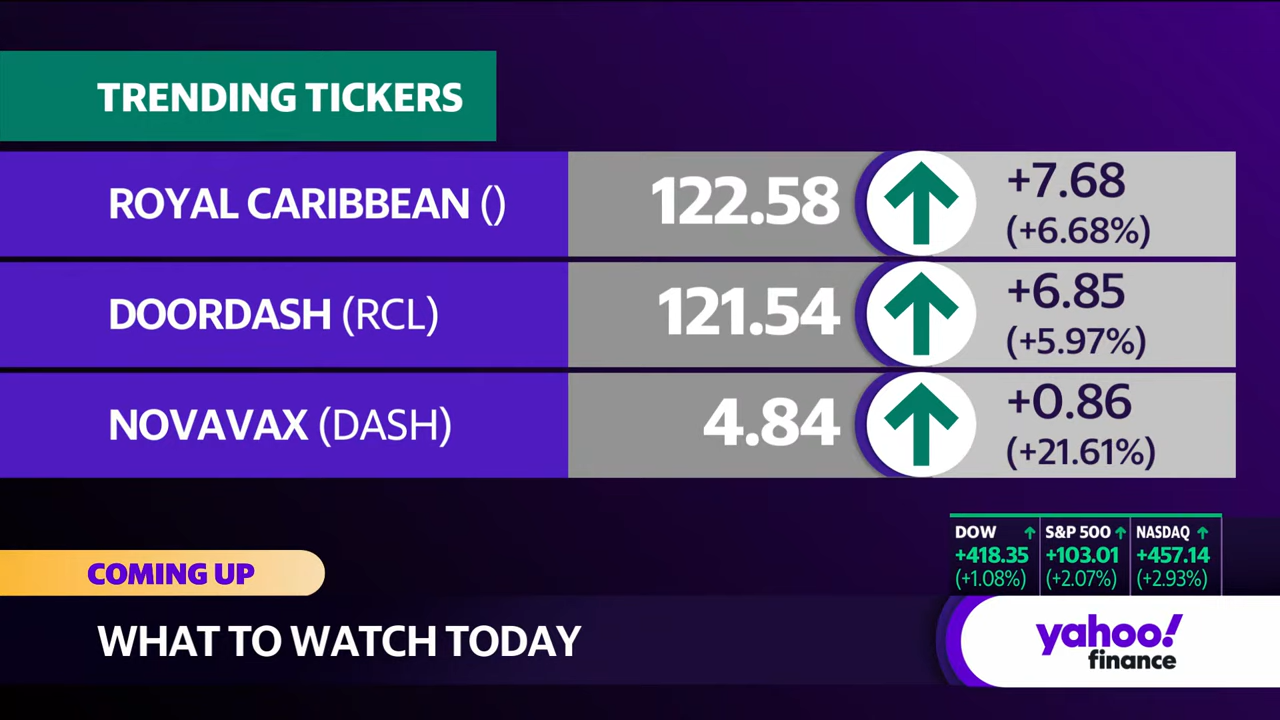 TRENDING TICKERS
ROYAL CARIBBEAN () 122.58 +7.68 (+6.68%)
DOORDASH (RCL) 121.54 +6.85 (+5.97%)
NOVAVAX (DASH) 4.84 +0.86 (+21.61%)
DOW S&P 500 NASDAQ
+418.35 +103.01 +457.14
(+1.08%) (+2.07%) (+2.93%)
COMING UP
WHAT TO WATCH TODAY
yahoo!
finance